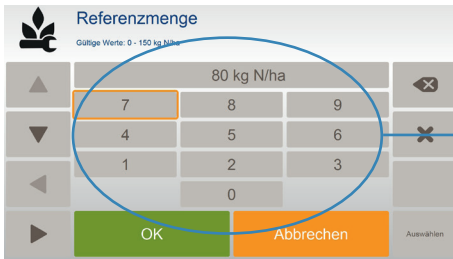 Referenzmenge
Gültige Werte: 0 - 150 kg N/ha
80 kg N/ha
7 8 9
4 5 6
1 2 3
0
OK Abbrechen Auswählen